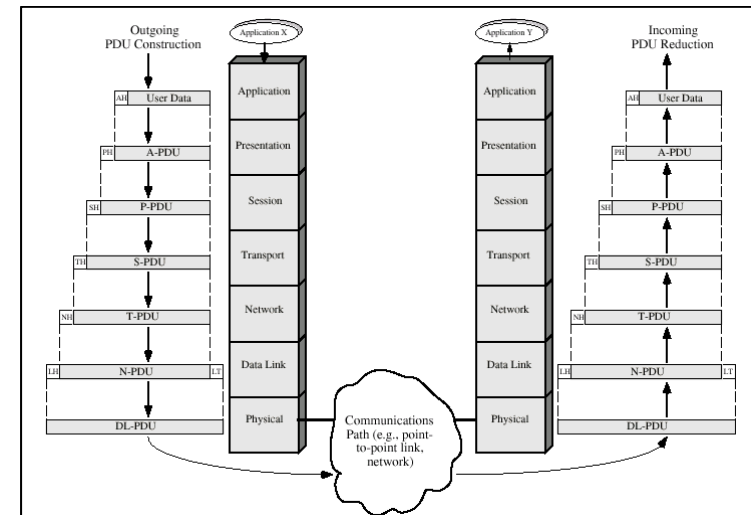 Outgoing
PDU Construction
Application X
Application Y
Incoming
PDU Reduction
AH User Data
Application
Application
AH User Data
PH A-PDU
Presentation
Presentation
PH A-PDU
SH P-PDU
Session
Session
SH P-PDU
TH S-PDU
Transport
Transport
TH S-PDU
NH T-PDU
Network
Network
NH T-PDU
LH N-PDU LT
Data Link
Data Link
LH N-PDU LT
DL-PDU
Physical
Communications
Path (e.g., point-
to-point link,
network)
Physical
DL-PDU